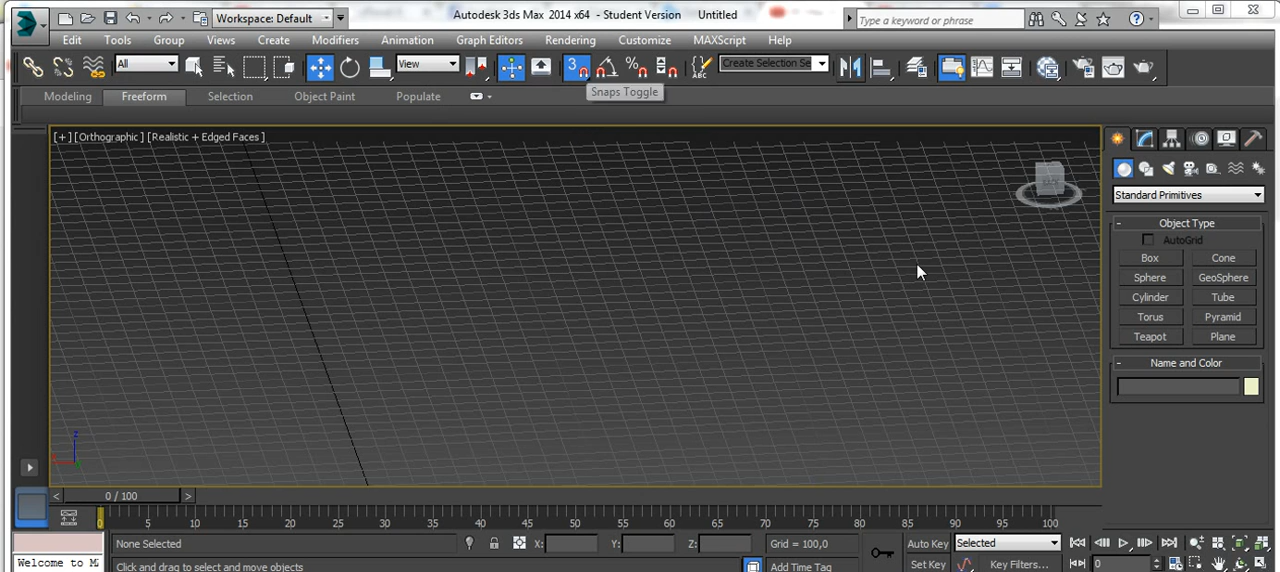 Workspace: Default
Autodesk 3ds Max 2014 x64 - Student Version Untitled
Type a keyword or phrase
Edit Tools Group Views Create Modifiers Animation Graph Editors Rendering Customize MAXScript Help
All View 3 % ABC Create Selection Se
Snaps Toggle
Modeling Freeform Selection Object Paint Populate
[+] [Orthographic ] [Realistic + Edged Faces ]
BACK
Standard Primitives
- Object Type
AutoGrid
Box Cone
Sphere GeoSphere
Cylinder Tube
Torus Pyramid
Teapot Plane
- Name and Color
z
< 0 / 100 >
0 5 10 15 20 25 30 35 40 45 50 55 60 65 70 75 80 85 90 95 100
None Selected X: Y: Z: Grid = 100,0 Auto Key Selected
Welcome to M Click and drag to select and move objects Add Time Tag Set Key Key Filters... 0